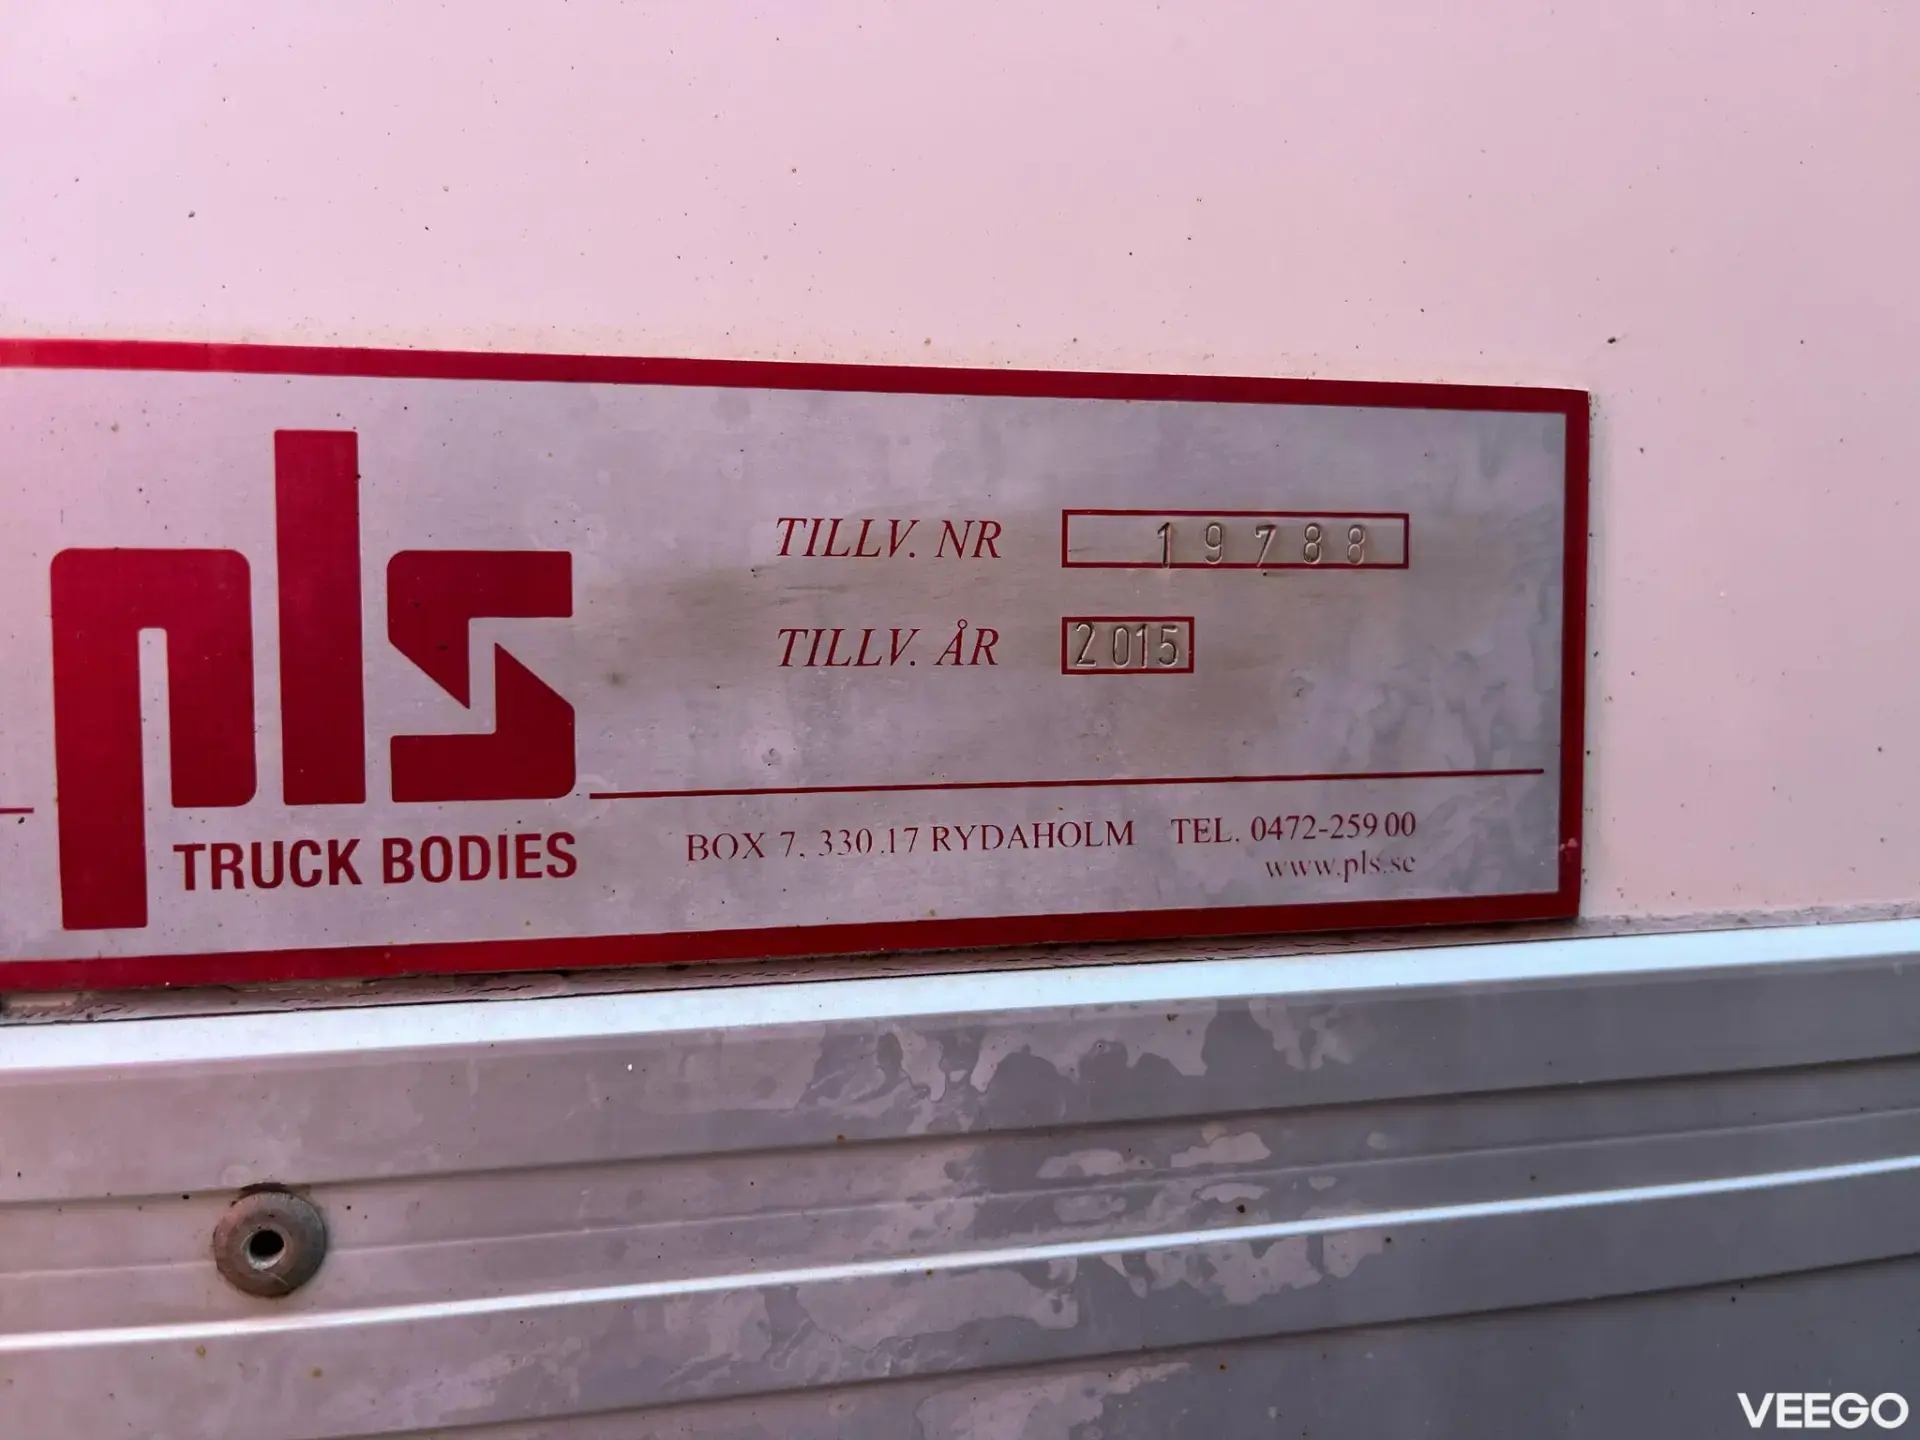 pls
TRUCK BODIES
TILLV. NR 19788
TILLV. ÅR 2015
BOX 7, 330 17 RYDAHOLM TEL. 0472-259 00
www.pls.se
VEEGO